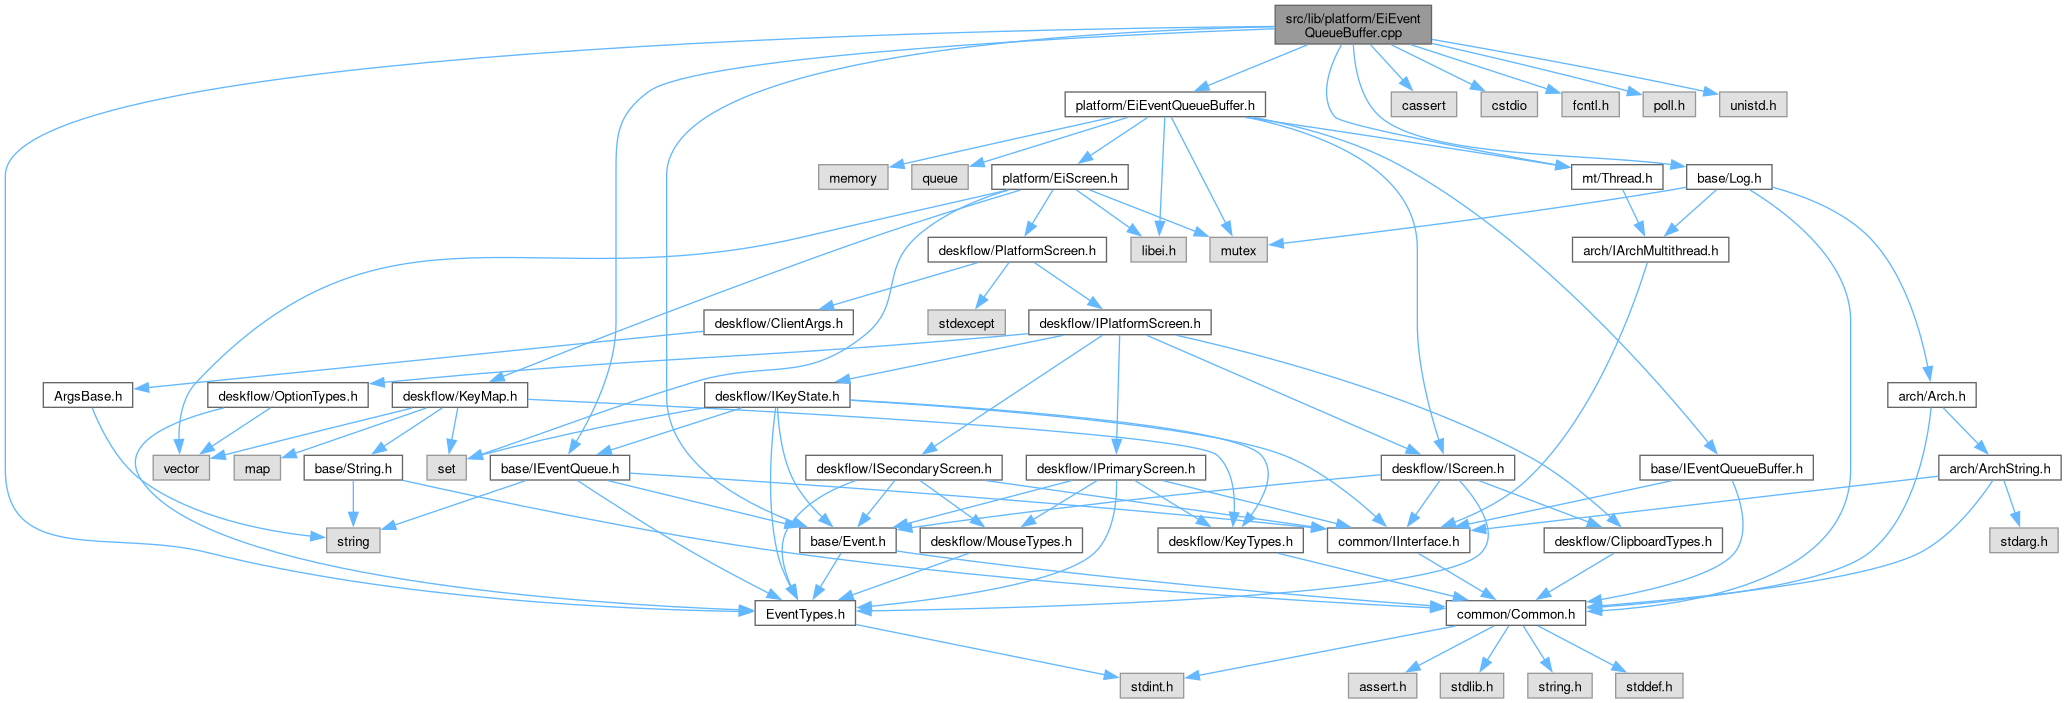 src/lib/platform/EiEvent
QueueBuffer.cpp
platform/EiEventQueueBuffer.h
cassert
cstdio
fcntl.h
poll.h
unistd.h
memory
queue
platform/EiScreen.h
mt/Thread.h
base/Log.h
deskflow/PlatformScreen.h
libei.h
mutex
arch/IArchMultithread.h
deskflow/ClientArgs.h
stdexcept
deskflow/IPlatformScreen.h
ArgsBase.h
deskflow/OptionTypes.h
deskflow/KeyMap.h
deskflow/IKeyState.h
arch/Arch.h
vector
map
base/String.h
set
base/IEventQueue.h
deskflow/ISecondaryScreen.h
deskflow/IPrimaryScreen.h
deskflow/IScreen.h
base/IEventQueueBuffer.h
arch/ArchString.h
string
base/Event.h
deskflow/MouseTypes.h
deskflow/KeyTypes.h
common/IInterface.h
deskflow/ClipboardTypes.h
stdarg.h
EventTypes.h
common/Common.h
stdint.h
assert.h
stdlib.h
string.h
stddef.h